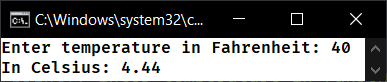 C:\Windows\system32\c...
Enter temperature in Fahrenheit: 40
In Celsius: 4.44